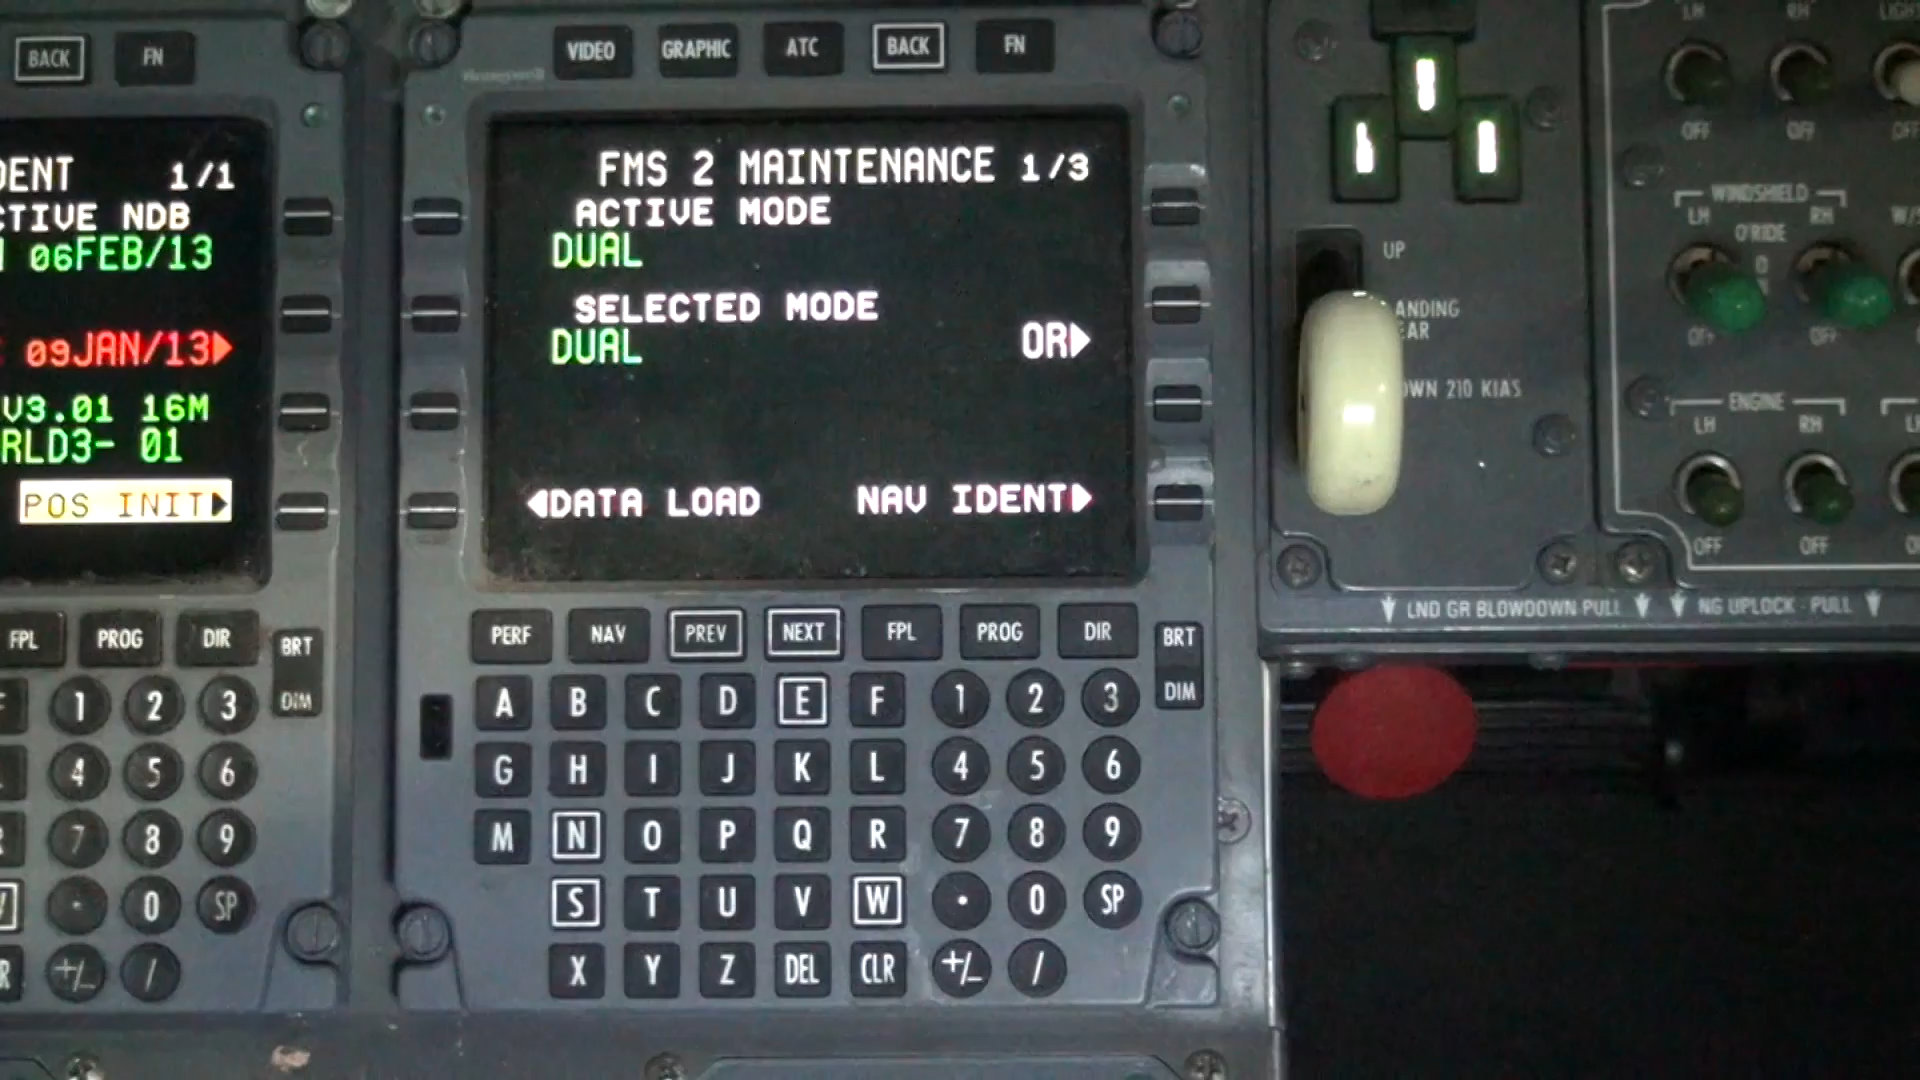 BACK FN
DENT 1/1
CTIVE NDB
06FEB/13
09JAN/13
V3.01 16M
RLD3- 01
POS INIT
FPL PROG DIR
BRT
DIM
1 2 3
4 5 6
7 8 9
0 SP
+/- /
Honeywell
VIDEO GRAPHIC ATC BACK FN
FMS 2 MAINTENANCE 1/3
ACTIVE MODE
DUAL
SELECTED MODE
DUAL OR
DATA LOAD NAV IDENT
PERF NAV PREV NEXT FPL PROG DIR
BRT
DIM
A B C D E F 1 2 3
G H I J K L 4 5 6
M N O P Q R 7 8 9
S T U V W . 0 SP
X Y Z DEL CLR +/- /
UP
ANDING
EAR
OWN 210 KIAS
LND GR BLOWDOWN PULL
NG UPLOCK - PULL
LH RH
OFF OFF OFF
WINDSHIELD
LH RH
O'RIDE
OFF OFF
ENGINE
LH RH
OFF OFF